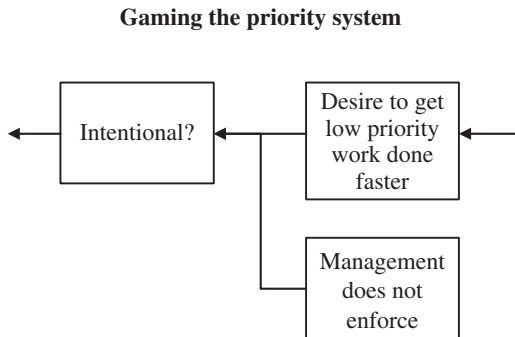 Gaming the priority system
Intentional?
Desire to get
low priority
work done
faster
Management
does not
enforce